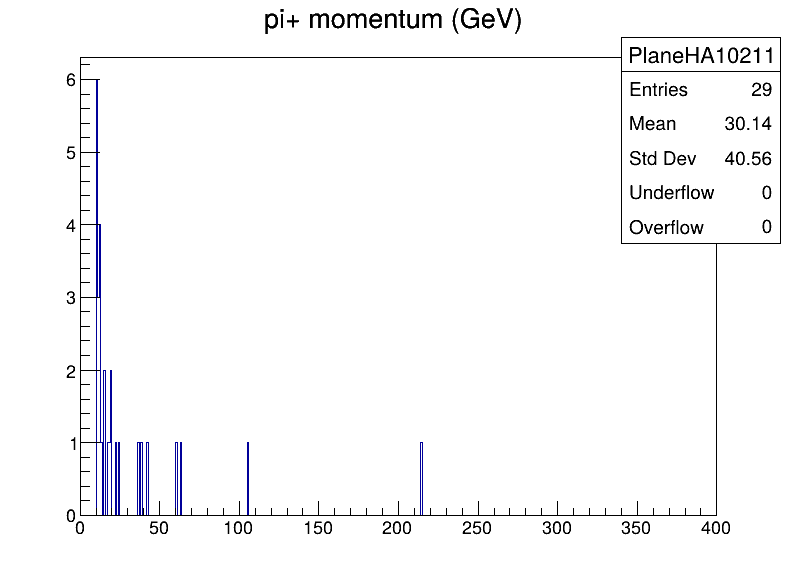 pi+ momentum (GeV)
PlaneHA10211
Entries 29
Mean 30.14
Std Dev 40.56
Underflow 0
Overflow 0
6
5
4
3
2
1
0
0 50 100 150 200 250 300 350 400